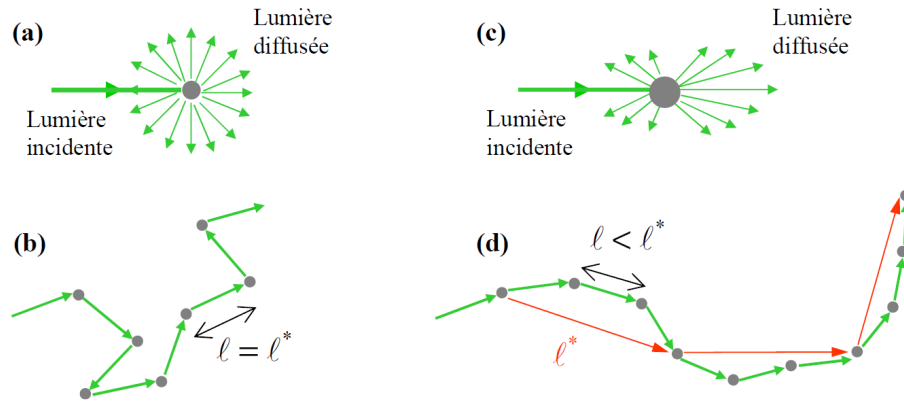 (a)
Lumière
diffusée
Lumière
incidente
(c)
Lumière
diffusée
Lumière
incidente
(b)
ℓ = ℓ*
(d)
ℓ < ℓ*
ℓ*